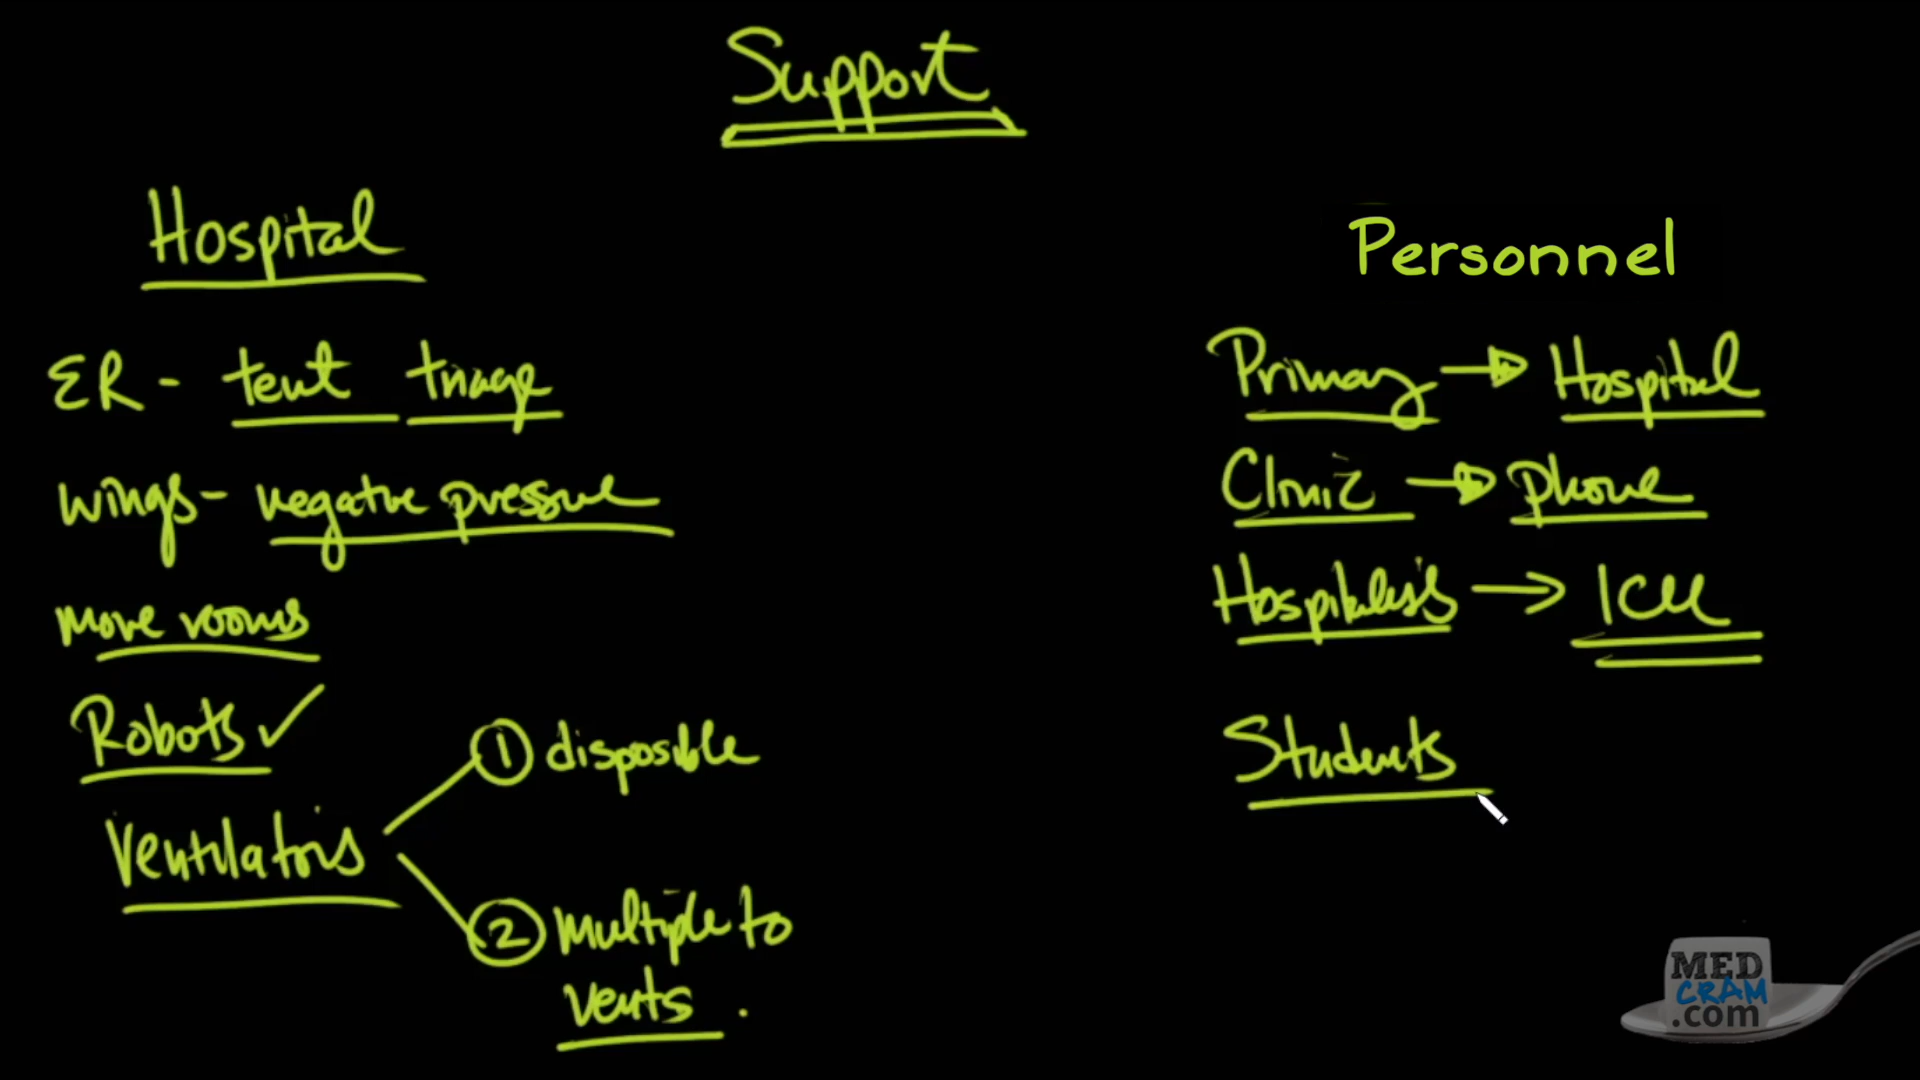 Support
Hospital
ER - tent triage
wings - negative pressure
move rooms
Robots ✓
Ventilators
① disposible
② multiple to
vents.
Personnel
Primary → Hospital
Clinic → phone
Hospitalists → ICU
Students
MED
CRAM
.com